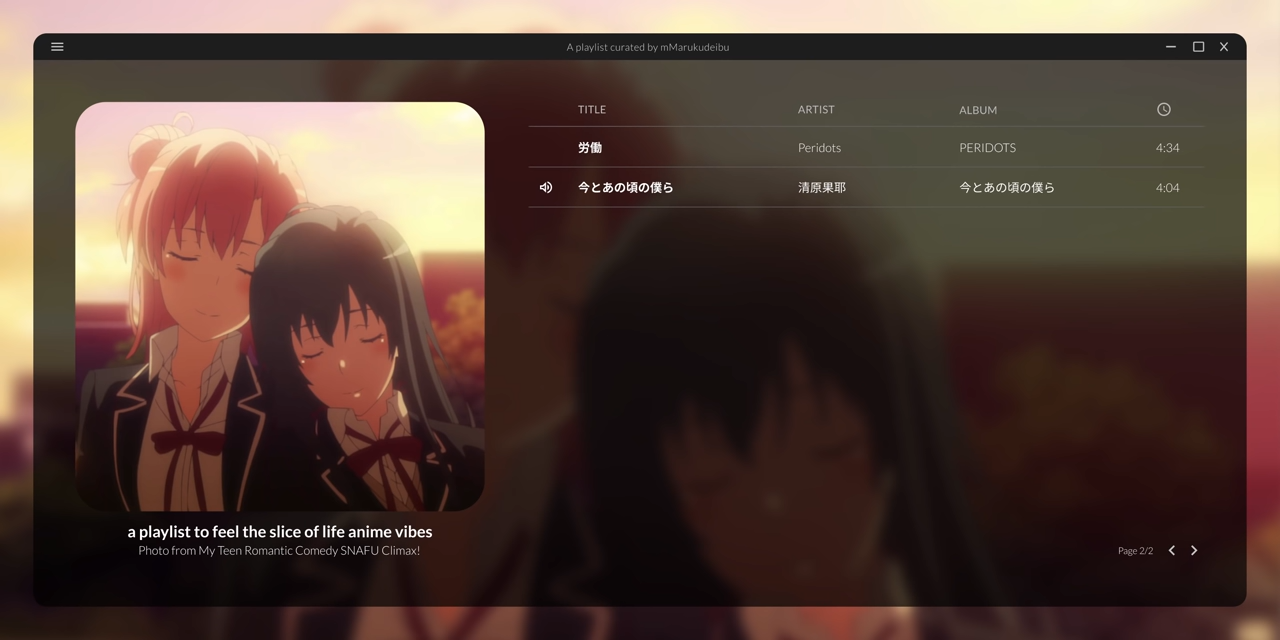 A playlist curated by mMarukudeibu
TITLE ARTIST ALBUM
労働 Peridots PERIDOTS 4:34
今とあの頃の僕ら 清原果耶 今とあの頃の僕ら 4:04
a playlist to feel the slice of life anime vibes
Photo from My Teen Romantic Comedy SNAFU Climax!
Page 2/2